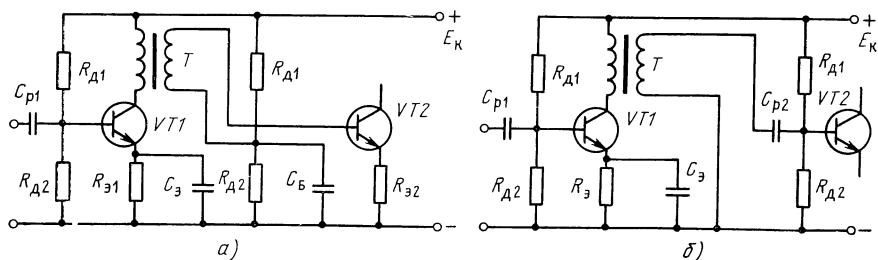 +
Eк
Rд1
T
Rд1
Cр1
VT1
VT2
Rд2
Rэ1
Cэ
Rд2
CБ
Rэ2
−
а)
+
Eк
Rд1
T
Rд1
Cр1
VT1
Cр2
VT2
Rд2
Rэ
Cэ
Rд2
−
б)